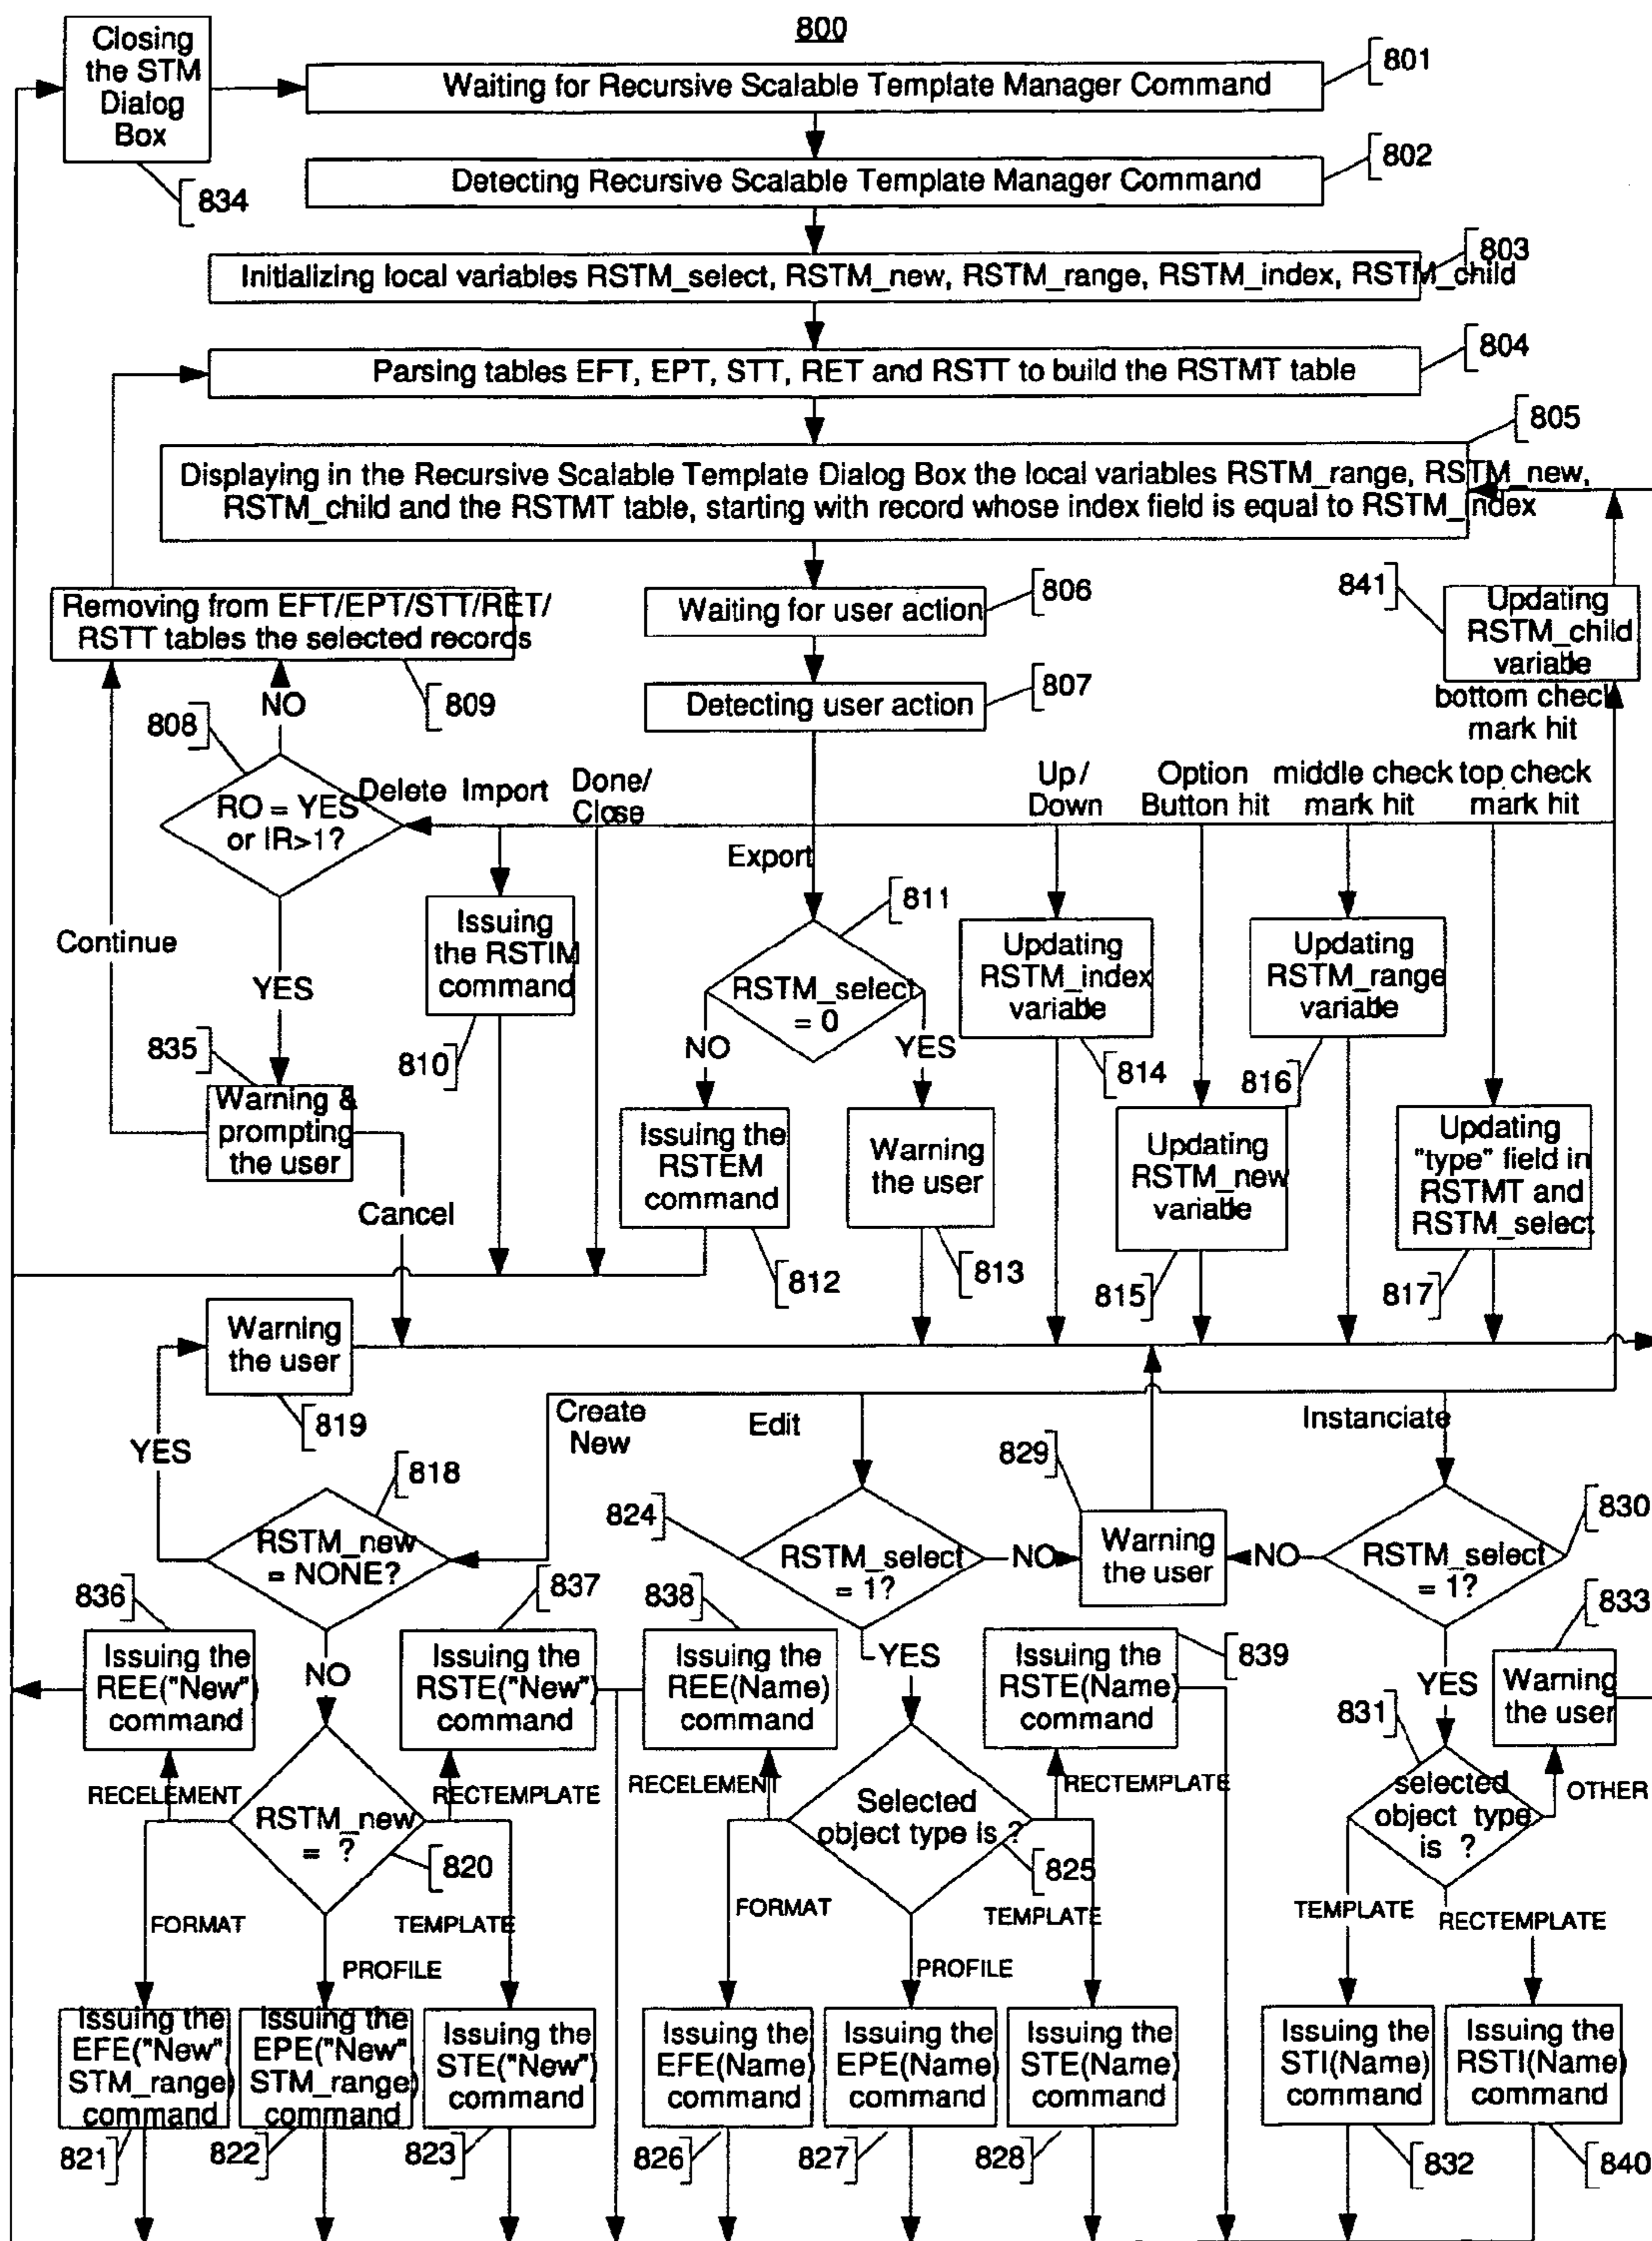 800
Closing
the STM
Dialog
Box
834
Waiting for Recursive Scalable Template Manager Command
801
Detecting Recursive Scalable Template Manager Command
802
Initializing local variables RSTM_select, RSTM_new, RSTM_range, RSTM_index, RSTM_child
803
Parsing tables EFT, EPT, STT, RET and RSTT to build the RSTMT table
804
805
Displaying in the Recursive Scalable Template Dialog Box the local variables RSTM_range, RSTM_new,
RSTM_child and the RSTMT table, starting with record whose index field is equal to RSTM_index
Removing from EFT/EPT/STT/RET/
RSTT tables the selected records
809
Waiting for user action
806
Detecting user action
807
841
Updating
RSTM_child
variable
bottom check
mark hit
808
NO
RO = YES
or IR>1?
Delete
Import
Done/
Close
Export
Up/
Down
Option
Button hit
middle check
mark hit
top check
mark hit
Continue
YES
835
Warning &
prompting
the user
Cancel
Issuing
the RSTIM
command
810
811
RSTM_select
= 0
NO
YES
Issuing the
RSTEM
command
812
Warning
the user
813
Updating
RSTM_index
variable
814
Updating
RSTM_new
variable
815
Updating
RSTM_range
variable
816
Updating
"type" field in
RSTMT and
RSTM_select
817
Warning
the user
819
YES
Create
New
Edit
Instanciate
818
RSTM_new
= NONE?
824
RSTM_select
= 1?
NO
829
Warning
the user
NO
830
RSTM_select
= 1?
836
Issuing the
REE("New")
command
NO
837
Issuing the
RSTE("New")
command
838
Issuing the
REE(Name)
command
YES
Issuing the
RSTE(Name)
command
839
YES
833
Warning
the user
831
RECELEMENT
RSTM_new
= ?
820
RECTEMPLATE
RECELEMENT
Selected
object type is ?
825
RECTEMPLATE
selected
object type
is ?
OTHER
FORMAT
PROFILE
TEMPLATE
FORMAT
PROFILE
TEMPLATE
TEMPLATE
RECTEMPLATE
Issuing the
EFE("New"
STM_range)
command
821
Issuing the
EPE("New"
STM_range)
command
822
Issuing the
STE("New")
command
823
Issuing the
EFE(Name)
command
826
Issuing the
EPE(Name)
command
827
Issuing the
STE(Name)
command
828
Issuing the
STI(Name)
command
832
Issuing the
RSTI(Name)
command
840